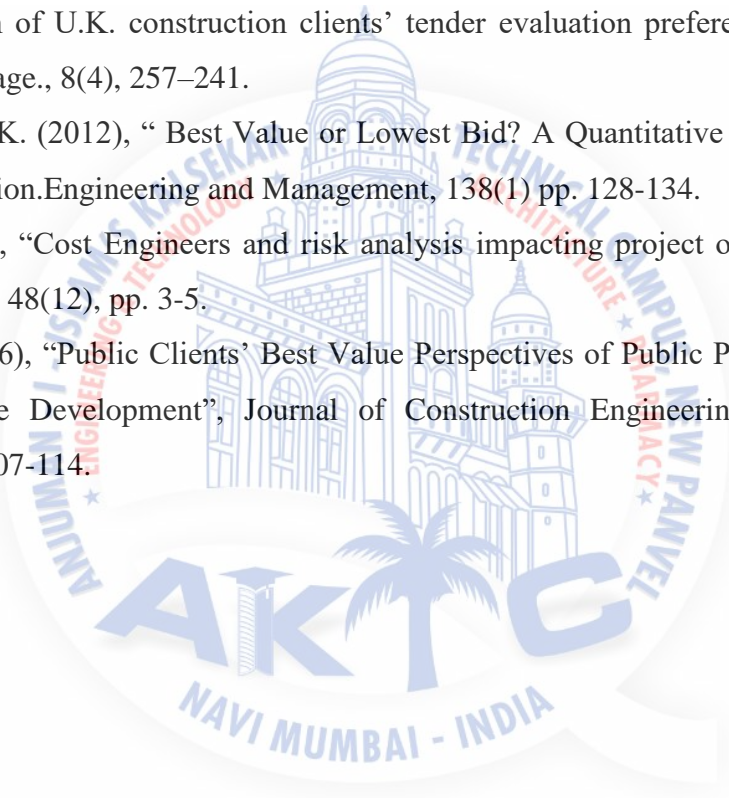 of U.K. construction clients' tender evaluation prefere
age., 8(4), 257–241.
K. (2012), “ Best Value or Lowest Bid? A Quantitative
ion.Engineering and Management, 138(1) pp. 128-134.
, “Cost Engineers and risk analysis impacting project o
48(12), pp. 3-5.
6), “Public Clients’ Best Value Perspectives of Public P
e Development”, Journal of Construction Engineerin
07-114.
ANJUMAN I -ISLAM'S KALSEKAR TECHNICAL CAMPUS, NEW PANVEL
ENGINEERING & TECHNOLOGY ★ ARCHITECTURE ★ PHARMACY ★
AKTC
NAVI MUMBAI - INDIA